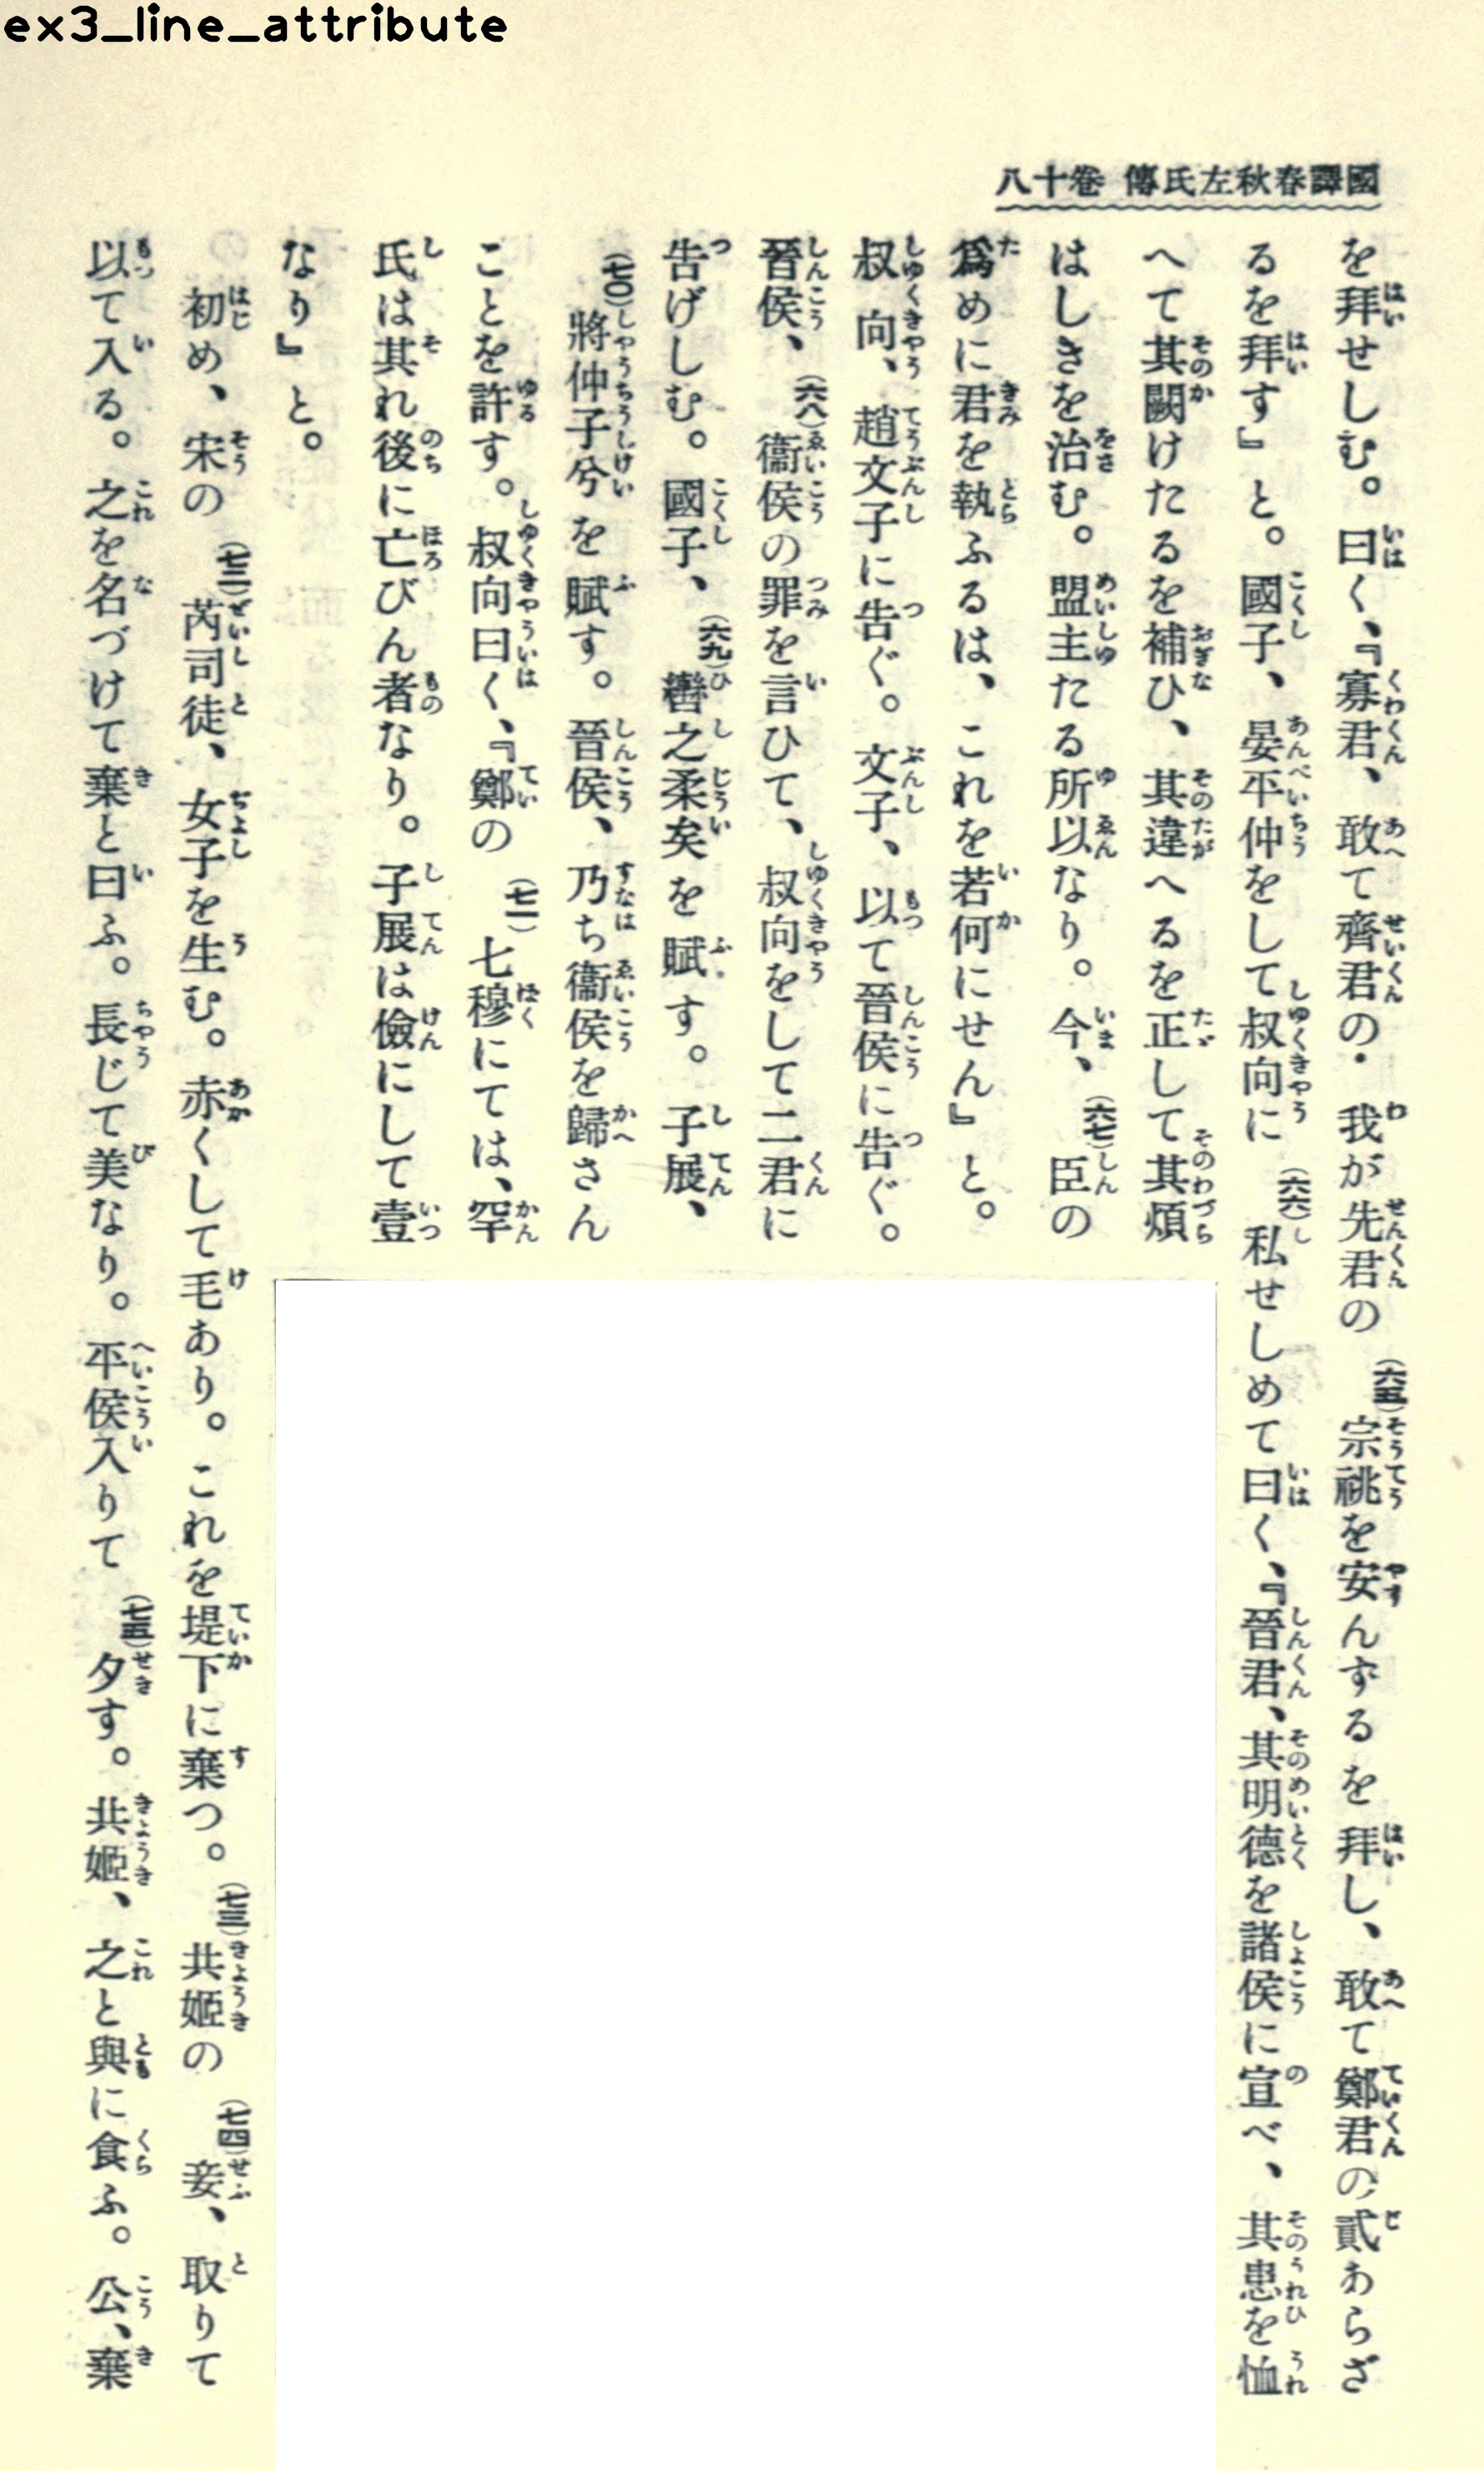 ex3_line_attribute
國譯春秋左氏傳 卷十八
を拜せしむ。曰く、『寡君、敢て齊君の・我が先君の(六五)宗祧を安んずるを拜し、敢て鄭君の貳あらざ
るを拜す』と。國子、晏平仲をして叔向に(六六)私せしめて曰く、『晉君、其明德を諸侯に宣べ、其患を恤
へて其闕けたるを補ひ、其違へるを正して其煩
はしきを治む。盟主たる所以なり。今、(六七)臣の
爲めに君を執ふるは、これを若何にせん』と。
叔向、趙文子に告ぐ。文子、以て晉侯に告ぐ。
晉侯、(六八)衞侯の罪を言ひて、叔向をして二君に
告げしむ。國子、(六九)轡之柔矣を賦す。子展、
(七〇)將仲子兮を賦す。晉侯、乃ち衞侯を歸さん
ことを許す。叔向曰く、『鄭の(七一)七穆にては、罕
氏は其れ後に亡びん者なり。子展は儉にして壹
なり』と。
初め、宋の(七二)芮司徒、女子を生む。赤くして毛あり。これを堤下に棄つ。(七三)共姬の(七四)妾、取りて
以て入る。之を名づけて棄と曰ふ。長じて美なり。平侯入りて(七五)夕す。共姬、之と與に食ふ。公、棄